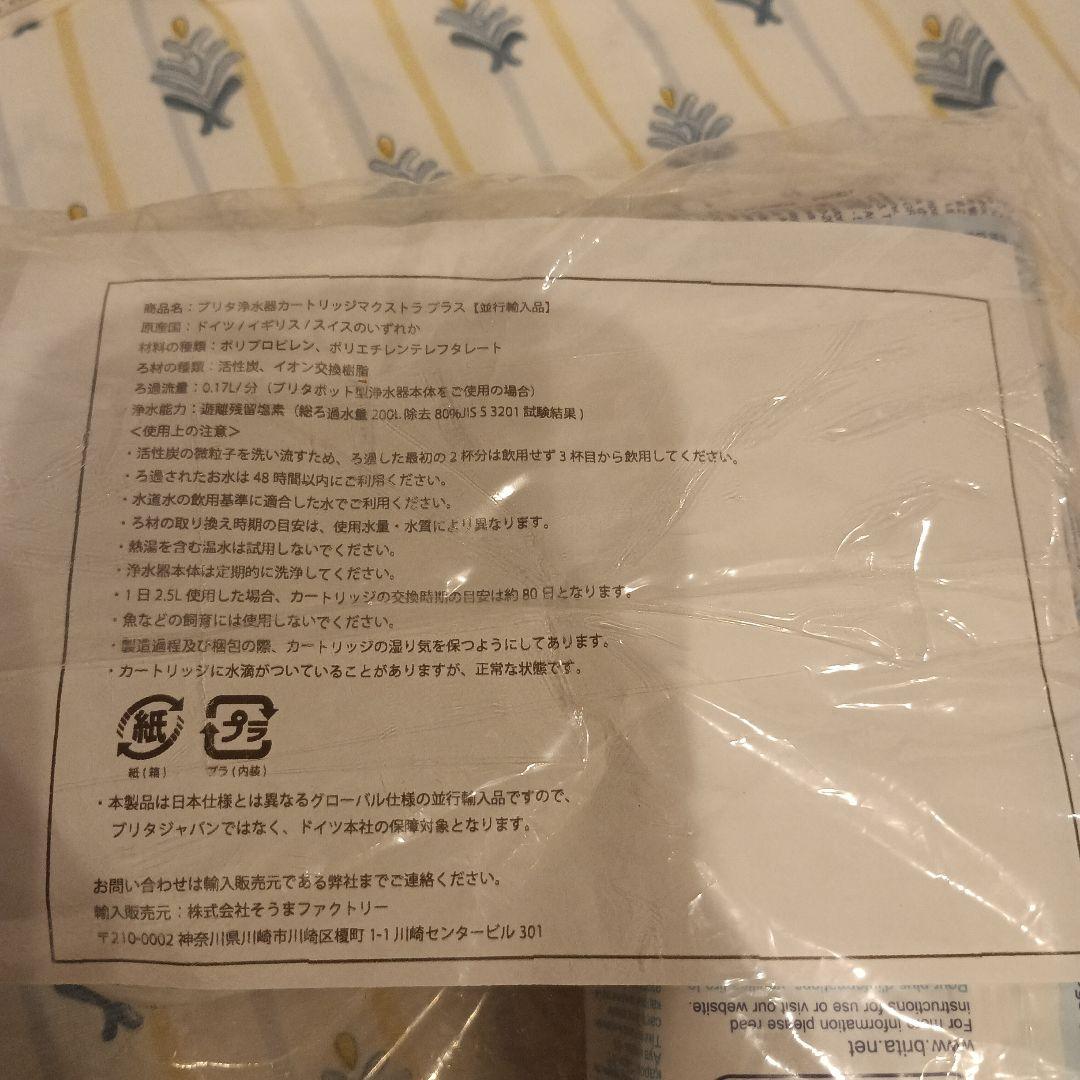 商品名：ブリタ浄水器カートリッジマクストラ プラス【並行輸入品】
原産国：ドイツ/イギリス/スイスのいずれか
材料の種類：ポリプロピレン、ポリエチレンテレフタレート
ろ材の種類：活性炭、イオン交換樹脂
ろ過流量：0.17L/分（ブリタポット型浄水器本体をご使用の場合）
浄水能力：遊離残留塩素（総ろ過水量 200L 除去 80%JIS S 3201 試験結果）
＜使用上の注意＞
・活性炭の微粒子を洗い流すため、ろ過した最初の2杯分は飲用せず3杯目から飲用してください。
・ろ過されたお水は48時間以内にご利用ください。
・水道水の飲用基準に適合した水でご利用ください。
・ろ材の取り換え時期の目安は、使用水量・水質により異なります。
・熱湯を含む温水は試用しないでください。
・浄水器本体は定期的に洗浄してください。
・1日2.5L使用した場合、カートリッジの交換時期の目安は約80日となります。
・魚などの飼育には使用しないでください。
・製造過程及び梱包の際、カートリッジの湿り気を保つようにしてあります。
・カートリッジに水滴がついていることがありますが、正常な状態です。
紙 プラ
紙(箱) プラ(内装)
・本製品は日本仕様とは異なるグローバル仕様の並行輸入品ですので、
ブリタジャパンではなく、ドイツ本社の保障対象となります。
お問い合わせは輸入販売元である弊社までご連絡ください。
輸入販売元：株式会社そうまファクトリー
〒210-0002 神奈川県川崎市川崎区榎町 1-1 川崎センタービル 301
www.brita.net
For more information please read
instructions for use or visit our website.